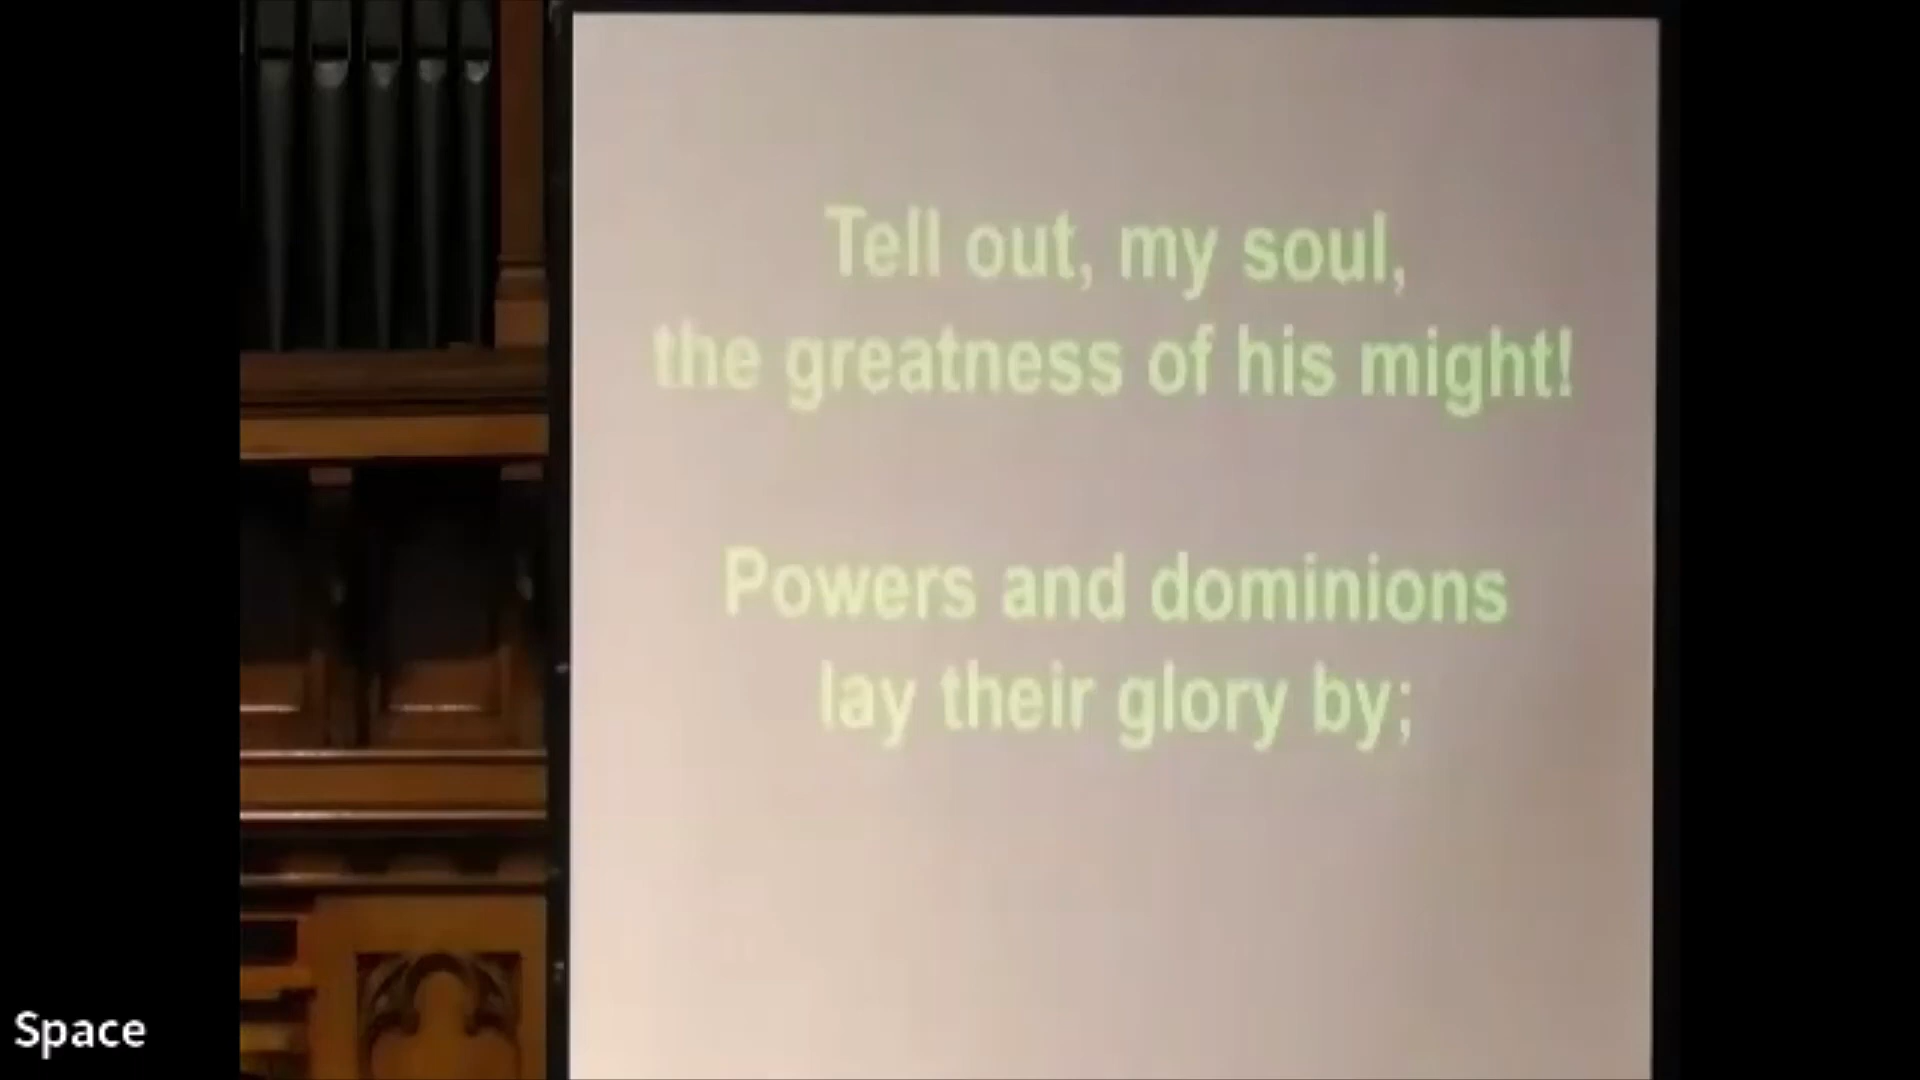 Tell out, my soul,
the greatness of his might!
Powers and dominions
lay their glory by;
Space